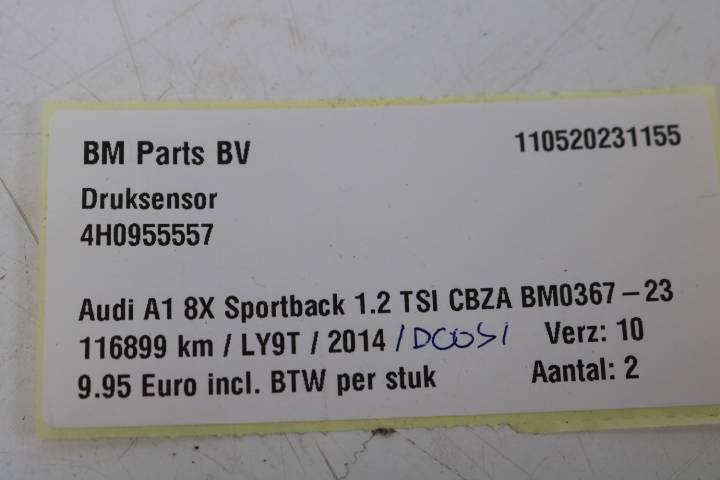 BM Parts BV 110520231155
Druksensor
4H0955557
Audi A1 8X Sportback 1.2 TSI CBZA BM0367-23
116899 km / LY9T / 2014 Verz: 10
9.95 Euro incl. BTW per stuk Aantal: 2